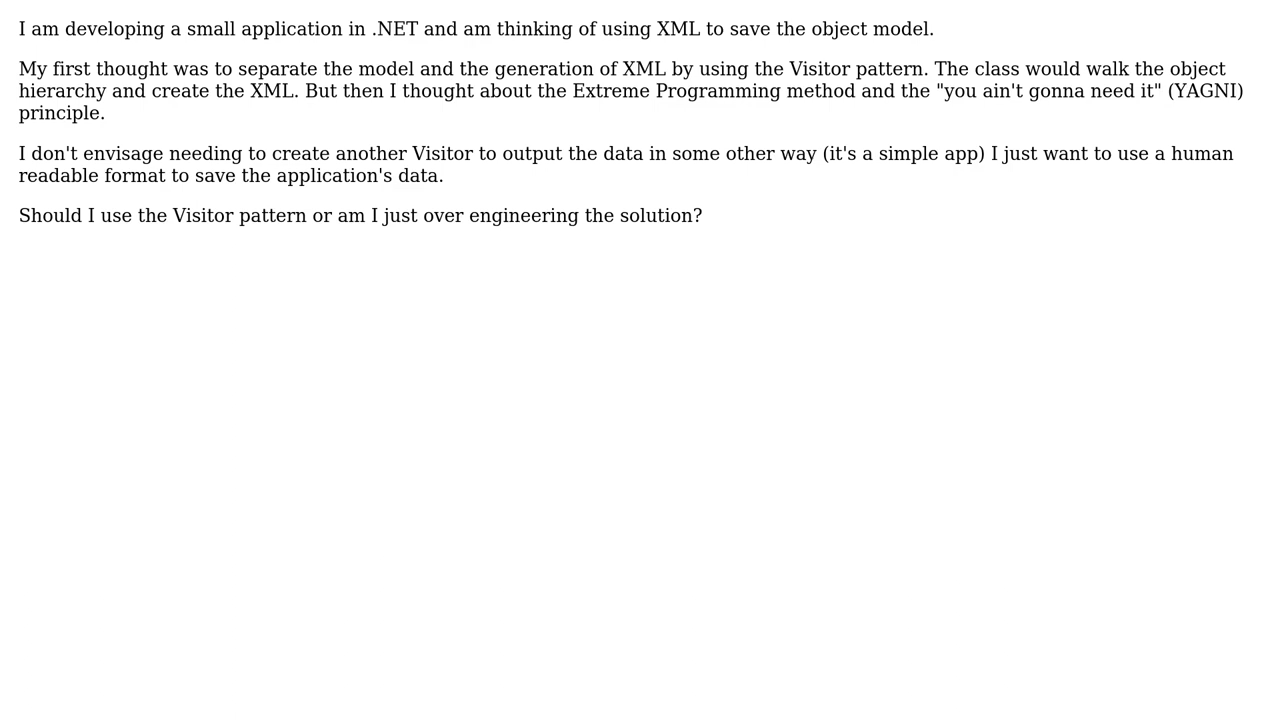 I am developing a small application in .NET and am thinking of using XML to save the object model.
My first thought was to separate the model and the generation of XML by using the Visitor pattern. The class would walk the object
hierarchy and create the XML. But then I thought about the Extreme Programming method and the "you ain't gonna need it" (YAGNI)
principle.
I don't envisage needing to create another Visitor to output the data in some other way (it's a simple app) I just want to use a human
readable format to save the application's data.
Should I use the Visitor pattern or am I just over engineering the solution?